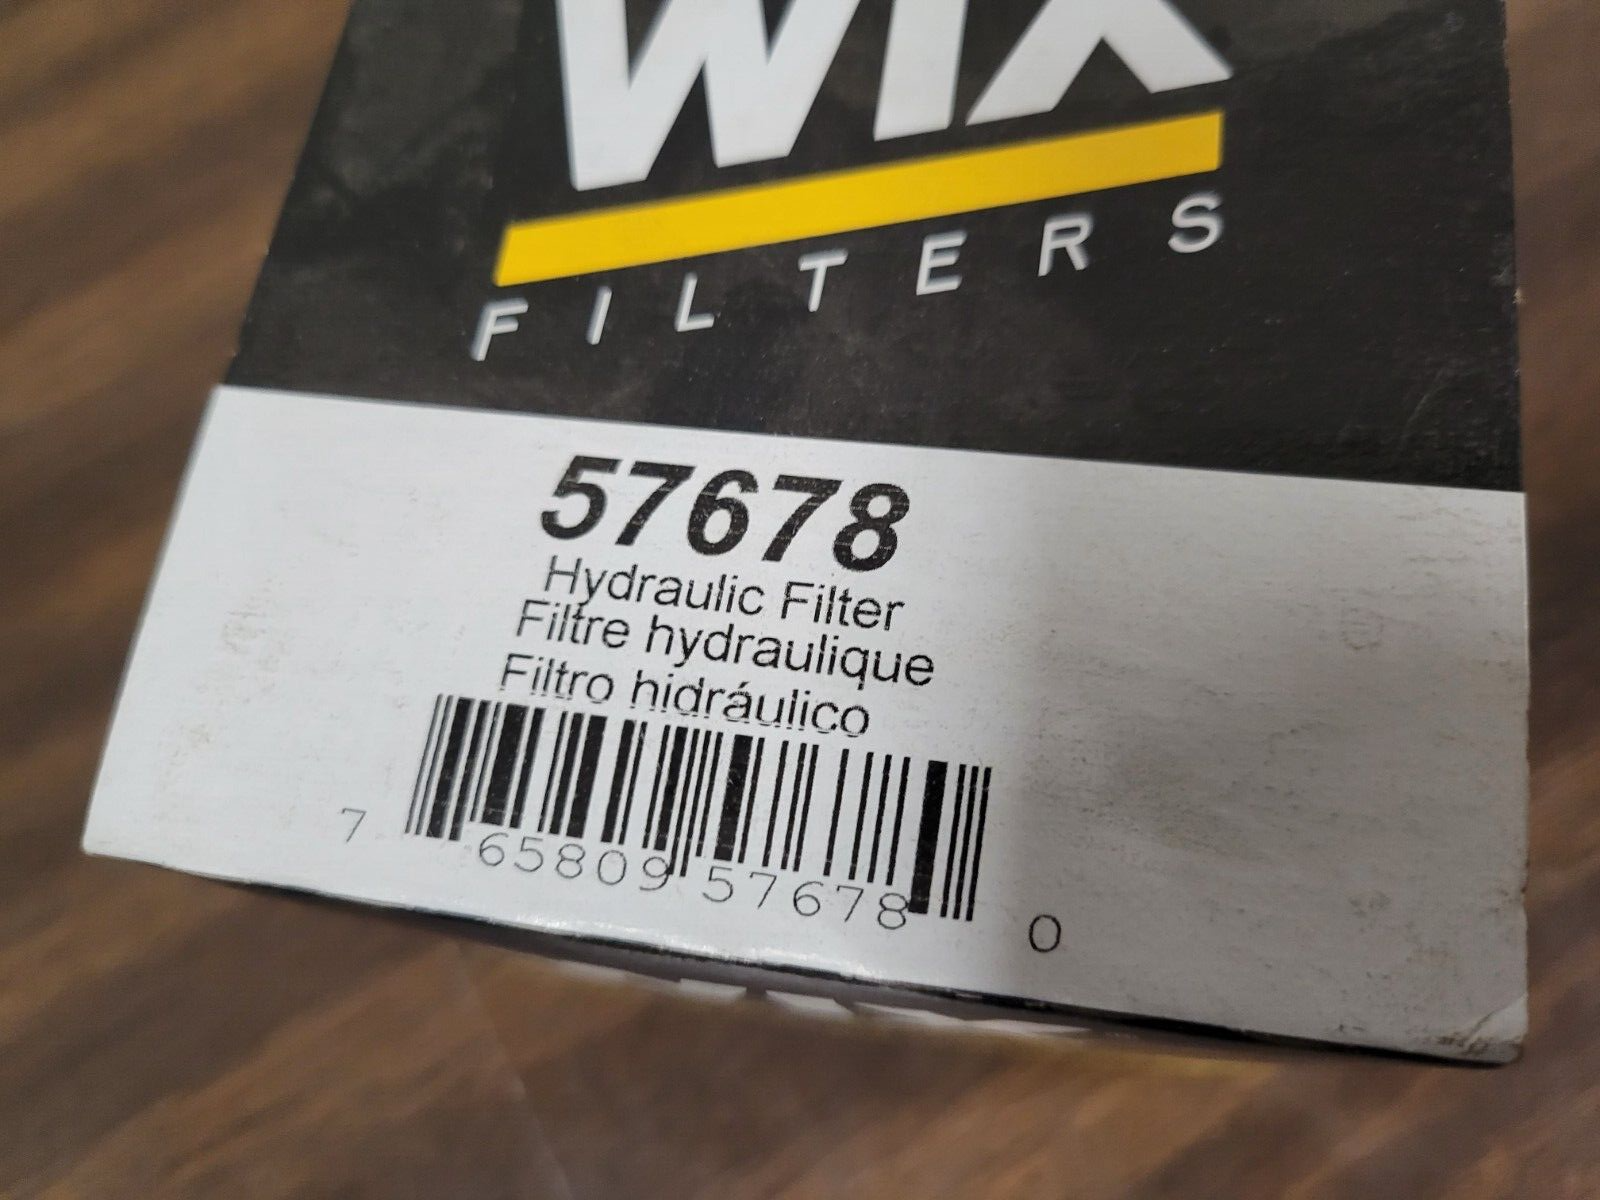 WIX
FILTERS
57678
Hydraulic Filter
Filtre hydraulique
Filtro hidráulico
7 65809 57678 0